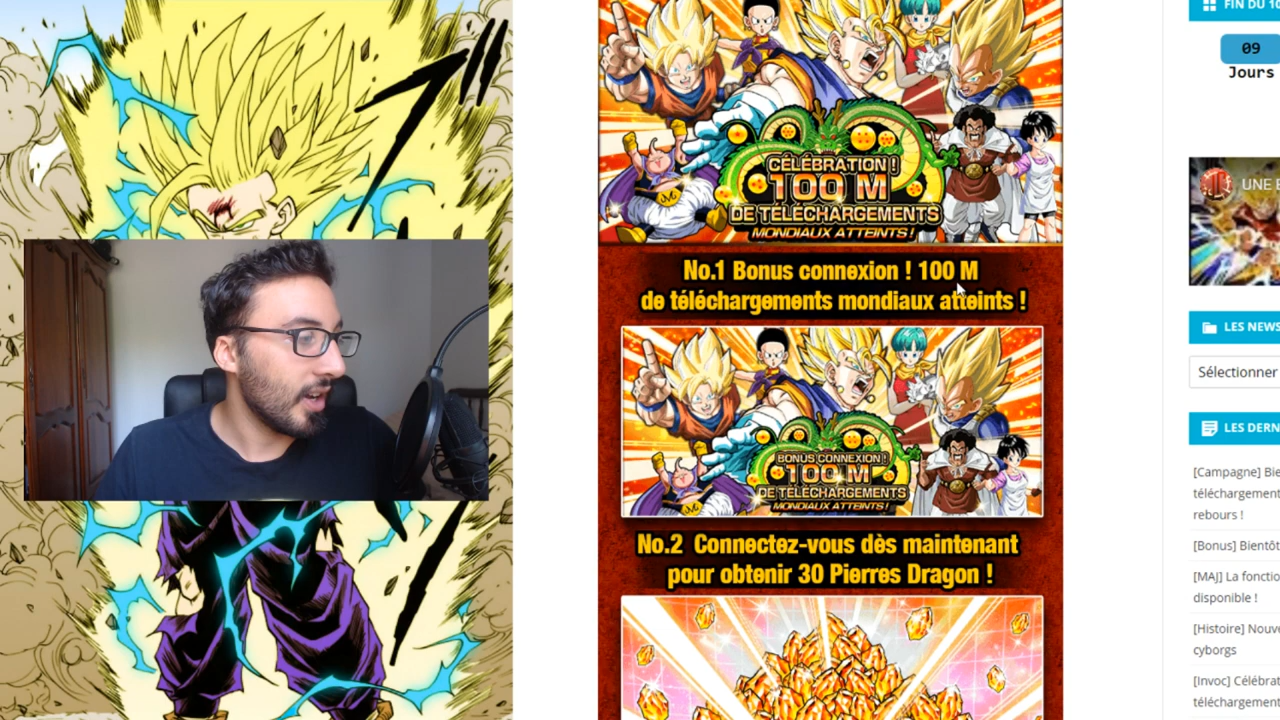 CÉLÉBRATION !
100 M
DE TÉLÉCHARGEMENTS
MONDIAUX ATTEINTS !
No.1 Bonus connexion ! 100 M
de téléchargements mondiaux atteints !
BONUS CONNEXION !
100 M
DE TÉLÉCHARGEMENTS
MONDIAUX ATTEINTS !
No.2 Connectez-vous dès maintenant
pour obtenir 30 Pierres Dragon !
FIN DU 10
09
Jours
UNE
LES NEWS
Sélectionner
LES DERN
[Campagne] Bie
téléchargement
rebours !
[Bonus] Bientôt
[MAJ] La fonctio
disponible !
[Histoire] Nouve
cyborgs
[Invoc] Célébrat
téléchargement